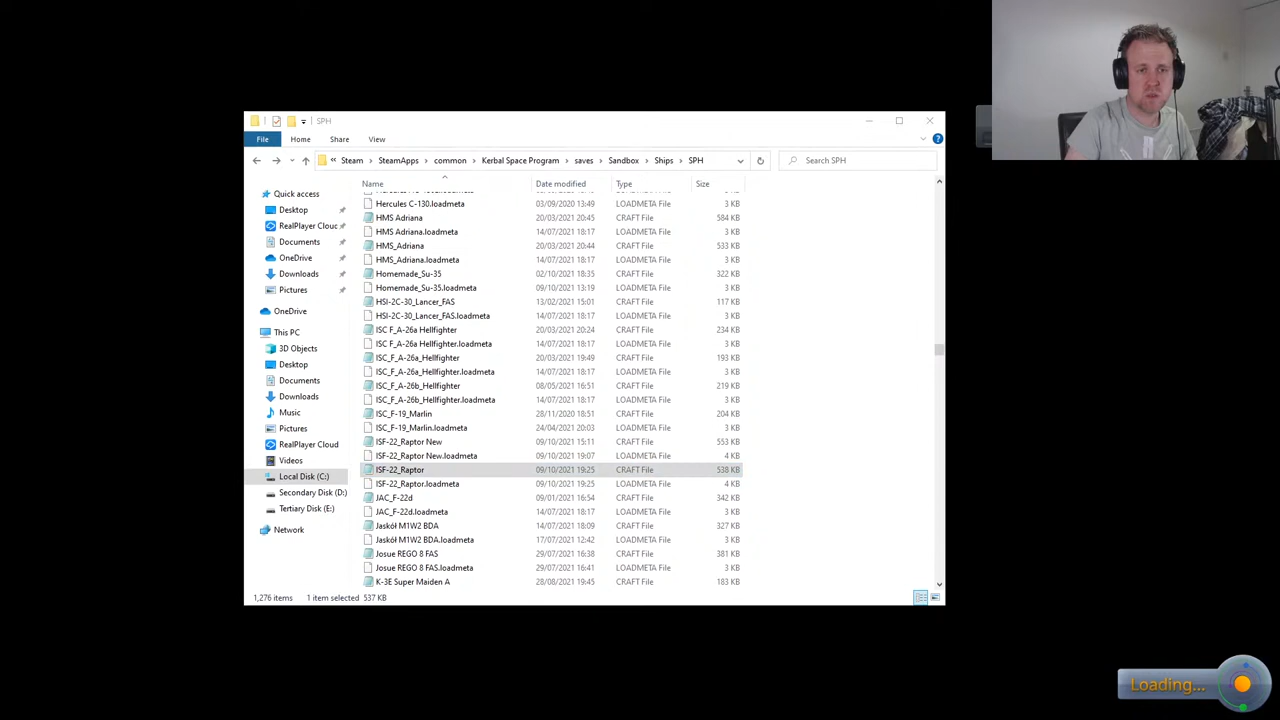 SPH
File Home Share View
Steam SteamApps common Kerbal Space Program saves Sandbox Ships SPH Search SPH
Name Date modified Type Size
Quick access
Desktop
RealPlayer Clouc
Documents
OneDrive
Downloads
Pictures
OneDrive
This PC
3D Objects
Desktop
Documents
Downloads
Music
Pictures
RealPlayer Cloud
Videos
Local Disk (C:)
Secondary Disk (D:)
Tertiary Disk (E:)
Network
Hercules C-130.loadmeta 03/09/2020 13:49 LOADMETA File 3 KB
HMS Adriana 20/03/2021 20:45 CRAFT File 584 KB
HMS Adriana.loadmeta 14/07/2021 18:17 LOADMETA File 3 KB
HMS_Adriana 20/03/2021 20:44 CRAFT File 533 KB
HMS_Adriana.loadmeta 14/07/2021 18:17 LOADMETA File 3 KB
Homemade_Su-35 02/10/2021 18:35 CRAFT File 322 KB
Homemade_Su-35.loadmeta 09/10/2021 13:19 LOADMETA File 3 KB
HSI-2C-30_Lancer_FAS 13/02/2021 15:01 CRAFT File 117 KB
HSI-2C-30_Lancer_FAS.loadmeta 14/07/2021 18:17 LOADMETA File 3 KB
ISC F_A-26a Hellfighter 20/03/2021 20:24 CRAFT File 234 KB
ISC F_A-26a Hellfighter.loadmeta 14/07/2021 18:17 LOADMETA File 3 KB
ISC_F_A-26a_Hellfighter 20/03/2021 19:49 CRAFT File 193 KB
ISC_F_A-26a_Hellfighter.loadmeta 14/07/2021 18:17 LOADMETA File 3 KB
ISC_F_A-26b_Hellfighter 08/05/2021 16:51 CRAFT File 219 KB
ISC_F_A-26b_Hellfighter.loadmeta 14/07/2021 18:17 LOADMETA File 3 KB
ISC_F-19_Marlin 28/11/2020 18:51 CRAFT File 204 KB
ISC_F-19_Marlin.loadmeta 24/04/2021 20:03 LOADMETA File 3 KB
ISF-22_Raptor New 09/10/2021 15:11 CRAFT File 553 KB
ISF-22_Raptor New.loadmeta 09/10/2021 19:07 LOADMETA File 4 KB
ISF-22_Raptor 09/10/2021 19:25 CRAFT File 538 KB
ISF-22_Raptor.loadmeta 09/10/2021 19:25 LOADMETA File 4 KB
JAC_F-22d 09/01/2021 16:54 CRAFT File 342 KB
JAC_F-22d.loadmeta 14/07/2021 18:17 LOADMETA File 3 KB
Jaskół M1W2 BDA 14/07/2021 18:09 CRAFT File 327 KB
Jaskół M1W2 BDA.loadmeta 17/07/2021 12:42 LOADMETA File 3 KB
Josue REGO 8 FAS 29/07/2021 16:38 CRAFT File 381 KB
Josue REGO 8 FAS.loadmeta 29/07/2021 16:41 LOADMETA File 3 KB
K-3E Super Maiden A 28/08/2021 19:45 CRAFT File 183 KB
1,276 items 1 item selected 537 KB
Loading...